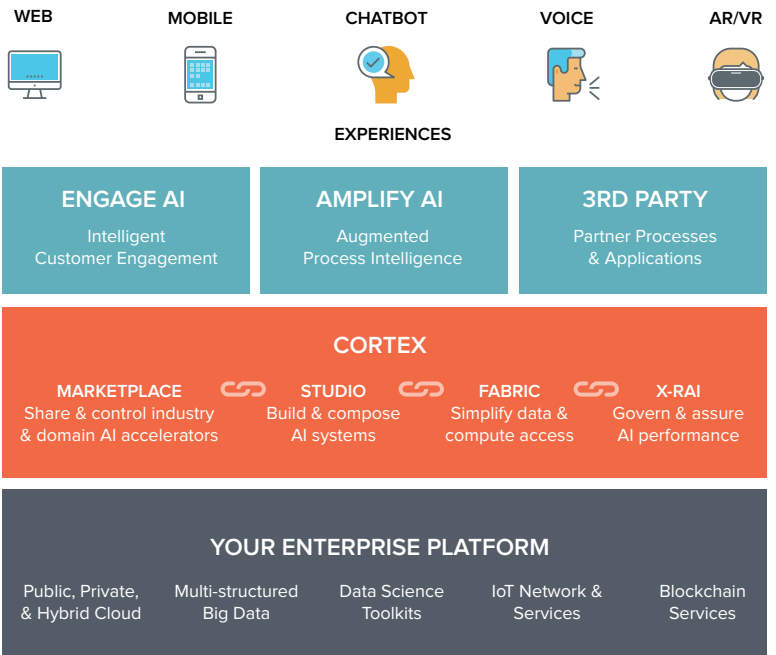 WEB
MOBILE
CHATBOT
VOICE
AR/VR
EXPERIENCES
ENGAGE AI
Intelligent
Customer Engagement
AMPLIFY AI
Augmented
Process Intelligence
3RD PARTY
Partner Processes
& Applications
CORTEX
MARKETPLACE
Share & control industry
& domain AI accelerators
STUDIO
Build & compose
AI systems
FABRIC
Simplify data &
compute access
X-RAI
Govern & assure
AI performance
YOUR ENTERPRISE PLATFORM
Public, Private,
& Hybrid Cloud
Multi-structured
Big Data
Data Science
Toolkits
IoT Network &
Services
Blockchain
Services